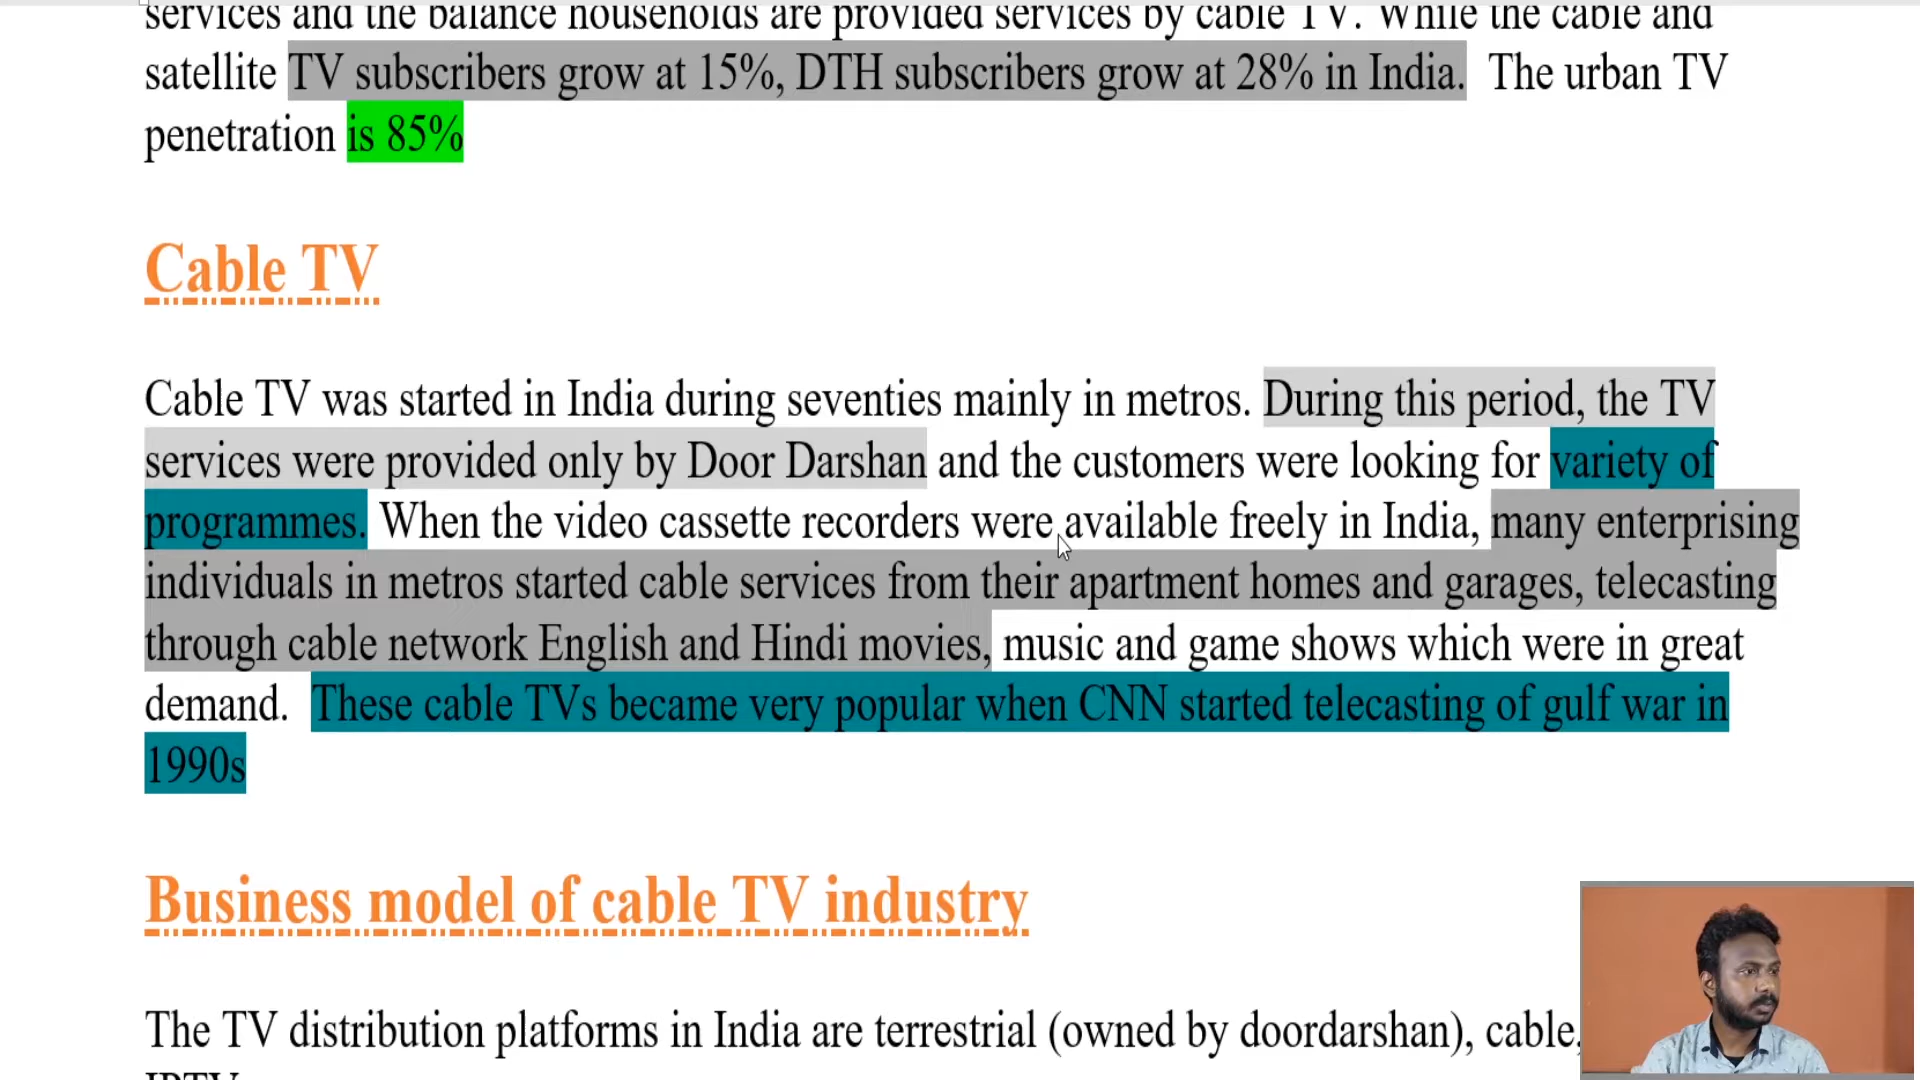 services and the balance households are provided services by cable TV. While the cable and
satellite TV subscribers grow at 15%, DTH subscribers grow at 28% in India. The urban TV
penetration is 85%
Cable TV
Cable TV was started in India during seventies mainly in metros. During this period, the TV
services were provided only by Door Darshan and the customers were looking for variety of
programmes. When the video cassette recorders were available freely in India, many enterprising
individuals in metros started cable services from their apartment homes and garages, telecasting
through cable network English and Hindi movies, music and game shows which were in great
demand. These cable TVs became very popular when CNN started telecasting of gulf war in
1990s
Business model of cable TV industry
The TV distribution platforms in India are terrestrial (owned by doordarshan), cable,
IPTV